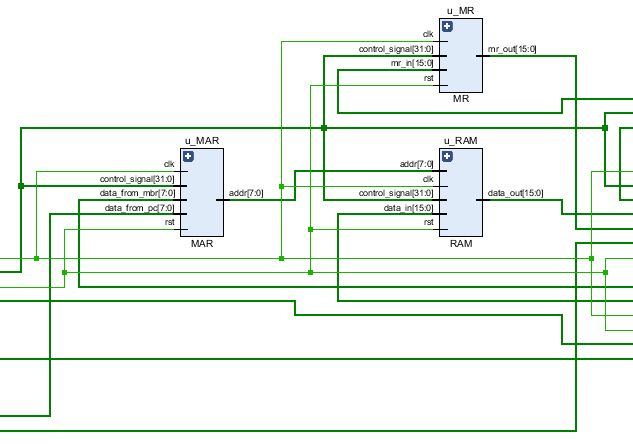 u_MR
clk
control_signal[31:0]
mr_in[15:0]
rst
mr_out[15:0]
MR
u_MAR
clk
control_signal[31:0]
data_from_mbr[7:0]
data_from_pc[7:0]
rst
addr[7:0]
MAR
u_RAM
addr[7:0]
clk
control_signal[31:0]
data_in[15:0]
rst
data_out[15:0]
RAM